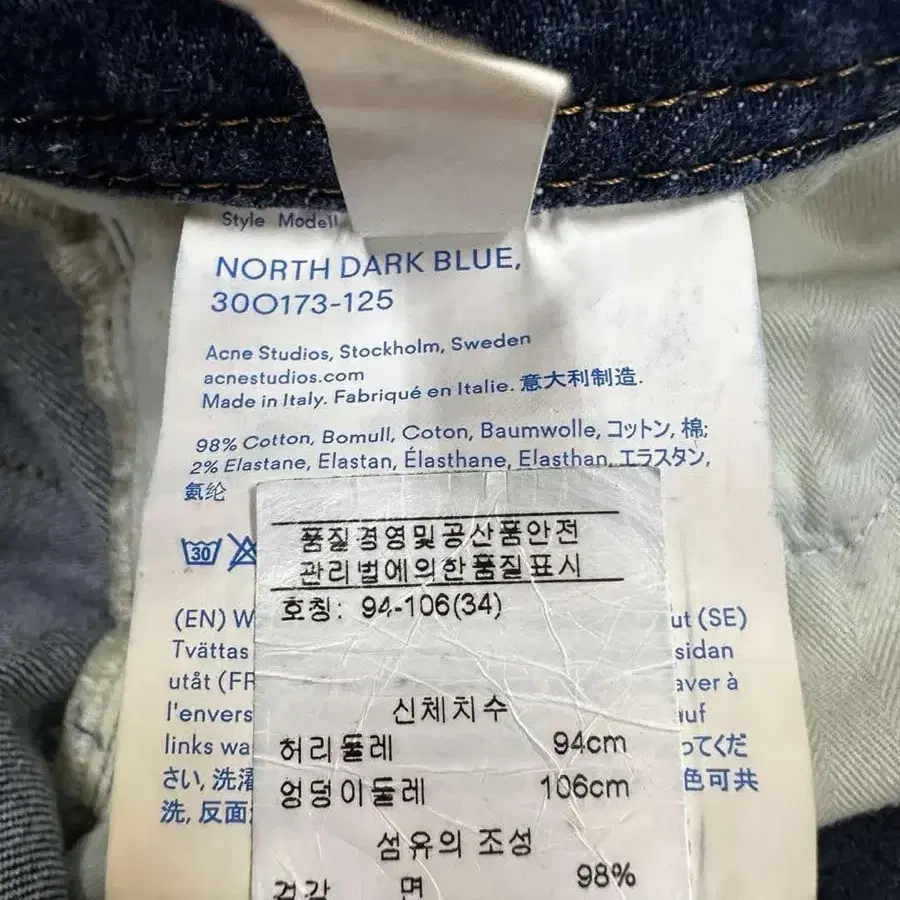 Style Modell
NORTH DARK BLUE,
30O173-125
Acne Studios, Stockholm, Sweden
acnestudios.com
Made in Italy. Fabriqué en Italie. 意大利制造.
98% Cotton, Bomull, Coton, Baumwolle, コットン, 棉;
2% Elastane, Elastan, Élasthane, Elasthan, エラスタン,
氨纶
30
품질경영및공산품안전
관리법에의한품질표시
호칭: 94-106(34)
(EN) W
ut (SE)
Tvättas
sidan
utåt (FR
aver à
l'envers
auf
links wa
ってくだ
さい, 洗濯
色可共
洗, 反面
신체치수
허리둘레 94cm
엉덩이둘레 106cm
섬유의 조성
겉감 면 98%